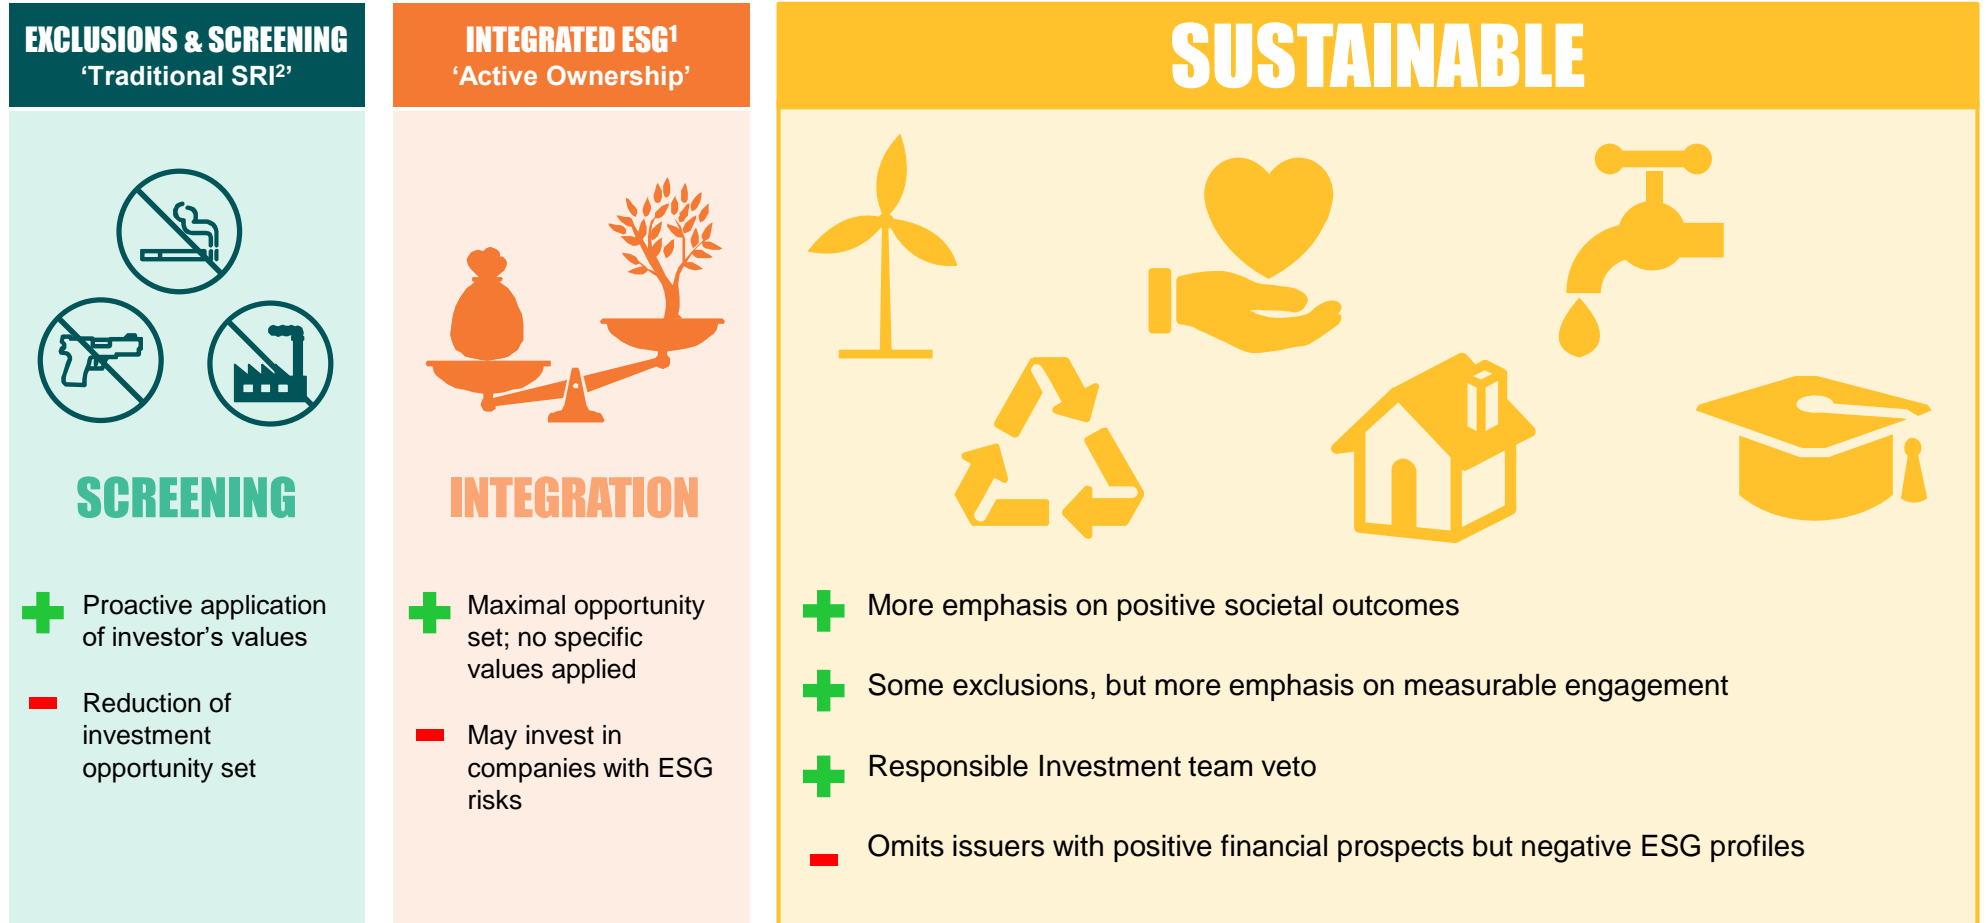 EXCLUSIONS & SCREENING
‘Traditional SRI²’
SCREENING
Proactive application
of investor’s values
Reduction of
investment
opportunity set
INTEGRATED ESG¹
‘Active Ownership’
INTEGRATION
Maximal opportunity
set; no specific
values applied
May invest in
companies with ESG
risks
SUSTAINABLE
More emphasis on positive societal outcomes
Some exclusions, but more emphasis on measurable engagement
Responsible Investment team veto
Omits issuers with positive financial prospects but negative ESG profiles